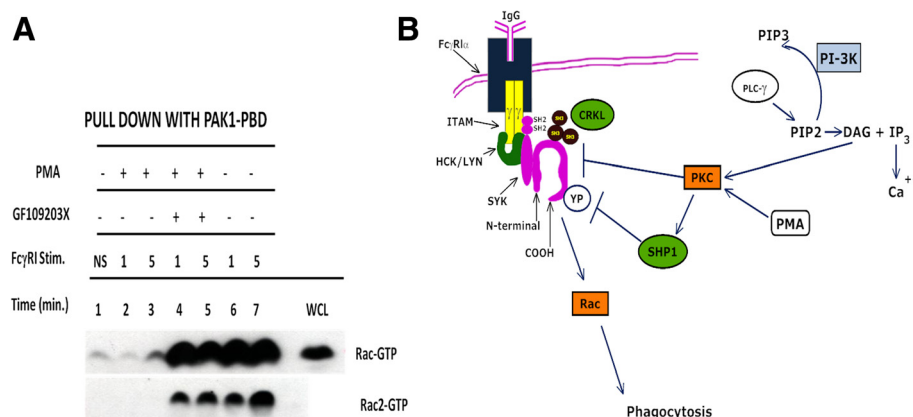 A
PULL DOWN WITH PAK1-PBD
PMA - + + + + - -
GF109203X - - - + + - -
FcγRI Stim. NS 1 5 1 5 1 5
Time (min.) 1 2 3 4 5 6 7 WCL
Rac-GTP
Rac2-GTP
B
IgG
FcγRIα
γ γ
ITAM
HCK/LYN
SYK
N-terminal
COOH
SH2
SH2
SH3
SH3
SH3
CRKL
YP
PIP3
PI-3K
PLC-γ
PIP2 DAG + IP3
Ca+
PKC
PMA
SHP1
Rac
Phagocytosis